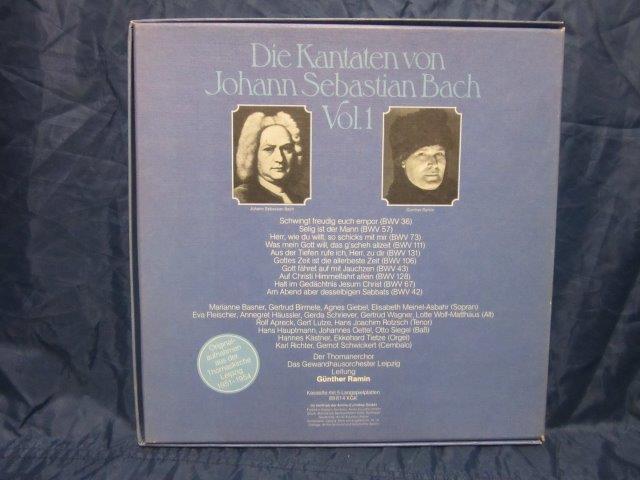 Die Kantaten von
Johann Sebastian Bach
Vol.1
Johann Sebastian Bach
Günther Ramin
Schwingt freudig euch empor (BWV 36)
Selig ist der Mann (BWV 57)
Herr, wie du willt, so schicks mit mir (BWV 73)
Was mein Gott will, das g'scheh allzeit (BWV 111)
Aus der Tiefen rufe ich, Herr, zu dir (BWV 131)
Gottes Zeit ist die allerbeste Zeit (BWV 106)
Gott fähret auf mit Jauchzen (BWV 43)
Auf Christi Himmelfahrt allein (BWV 128)
Halt im Gedächtnis Jesum Christ (BWV 67)
Am Abend aber desselbigen Sabbats (BWV 42)
Marianne Basner, Gertrud Birmele, Agnes Giebel, Elisabeth Meinel-Asbahr (Sopran)
Eva Fleischer, Annegret Häussler, Gerda Schriever, Gertrud Wagner, Lotte Wolf-Matthäus (Alt)
Rolf Apreck, Gert Lutze, Hans Joachim Rotzsch (Tenor)
Hans Hauptmann, Johannes Oettel, Otto Siegel (Baß)
Hannes Kästner, Ekkehard Tietze (Orgel)
Karl Richter, Gernot Schwickert (Cembalo)
Der Thomanerchor
Das Gewandhausorchester Leipzig
Leitung
Günther Ramin
Kassette mit 5 Langspielplatten
Original-
aufnahmen
aus der
Thomaskirche
Leipzig
1951-1954